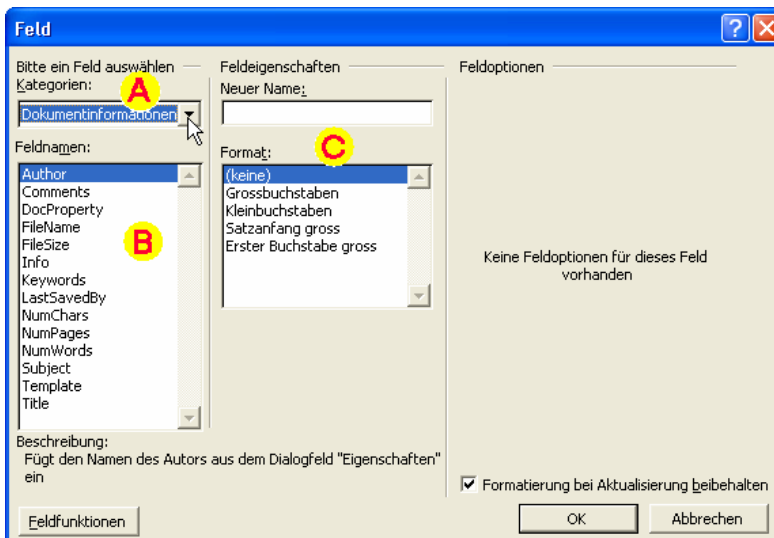 Feld
Bitte ein Feld auswählen
Kategorien:
A
Dokumentinformationen
Feldnamen:
Author
Comments
DocProperty
FileName
FileSize
Info
Keywords
LastSavedBy
NumChars
NumPages
NumWords
Subject
Template
Title
B
Feldeigenschaften
Neuer Name:
Format:
C
(keine)
Grossbuchstaben
Kleinbuchstaben
Satzanfang gross
Erster Buchstabe gross
Feldoptionen
Keine Feldoptionen für dieses Feld
vorhanden
Beschreibung:
Fügt den Namen des Autors aus dem Dialogfeld "Eigenschaften"
ein
Formatierung bei Aktualisierung beibehalten
Feldfunktionen
OK
Abbrechen